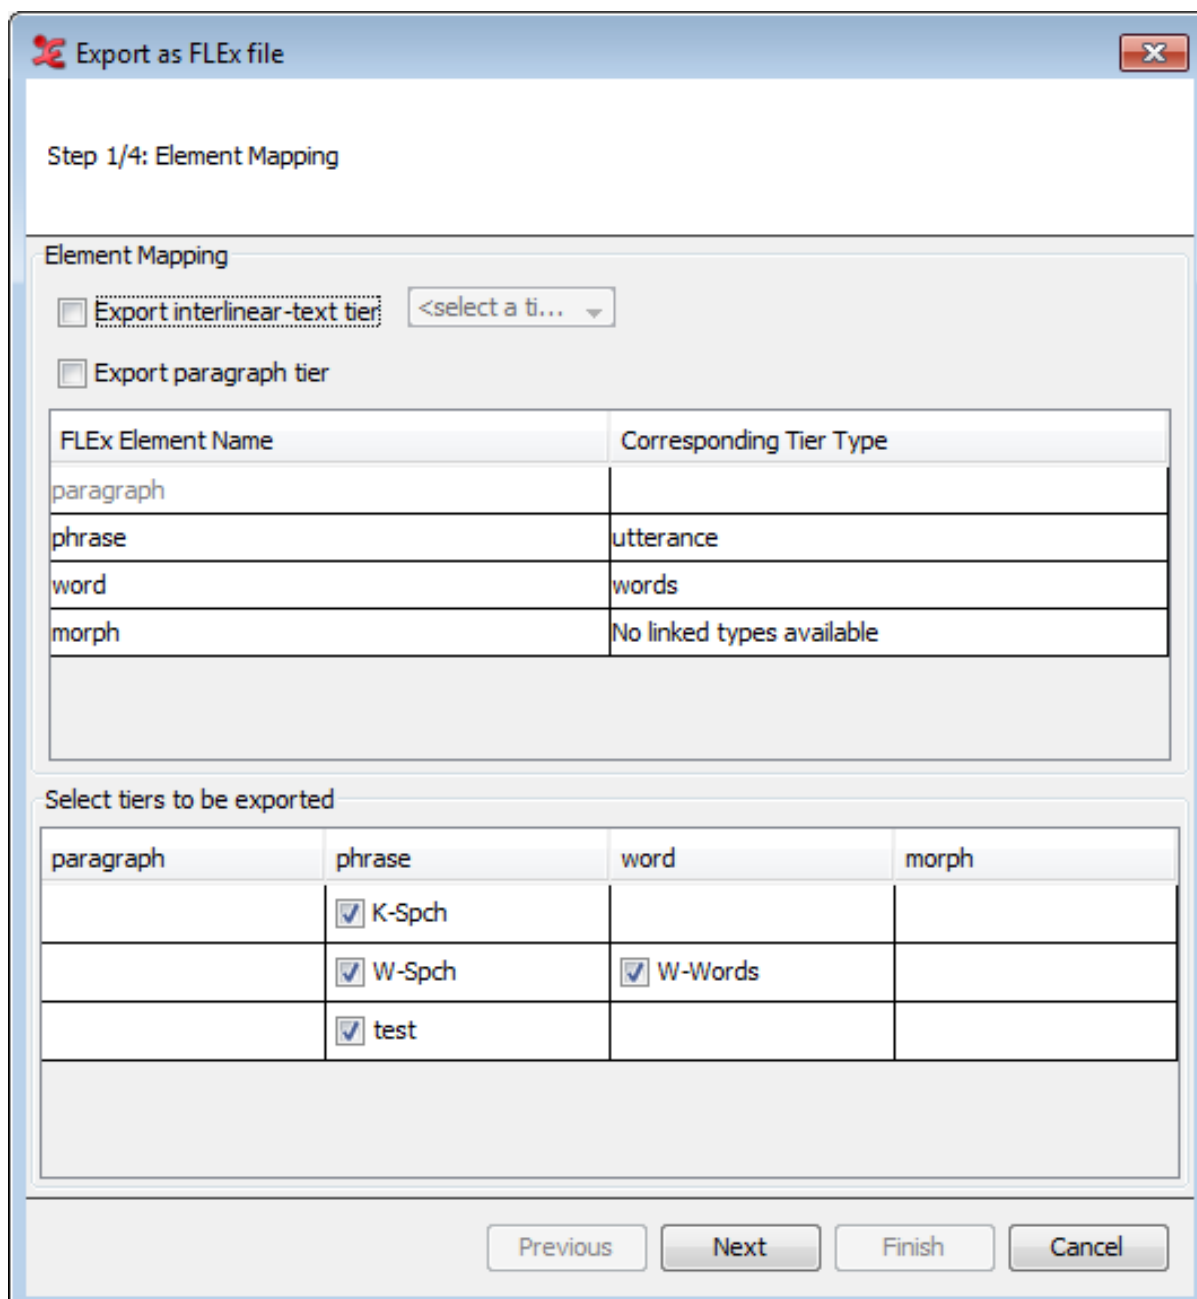 Export as FLEx file
Step 1/4: Element Mapping
Element Mapping
Export interlinear-text tier <select a ti...
Export paragraph tier
FLEx Element Name Corresponding Tier Type
paragraph
phrase utterance
word words
morph No linked types available
Select tiers to be exported
paragraph phrase word morph
K-Spch
W-Spch W-Words
test
Previous Next Finish Cancel